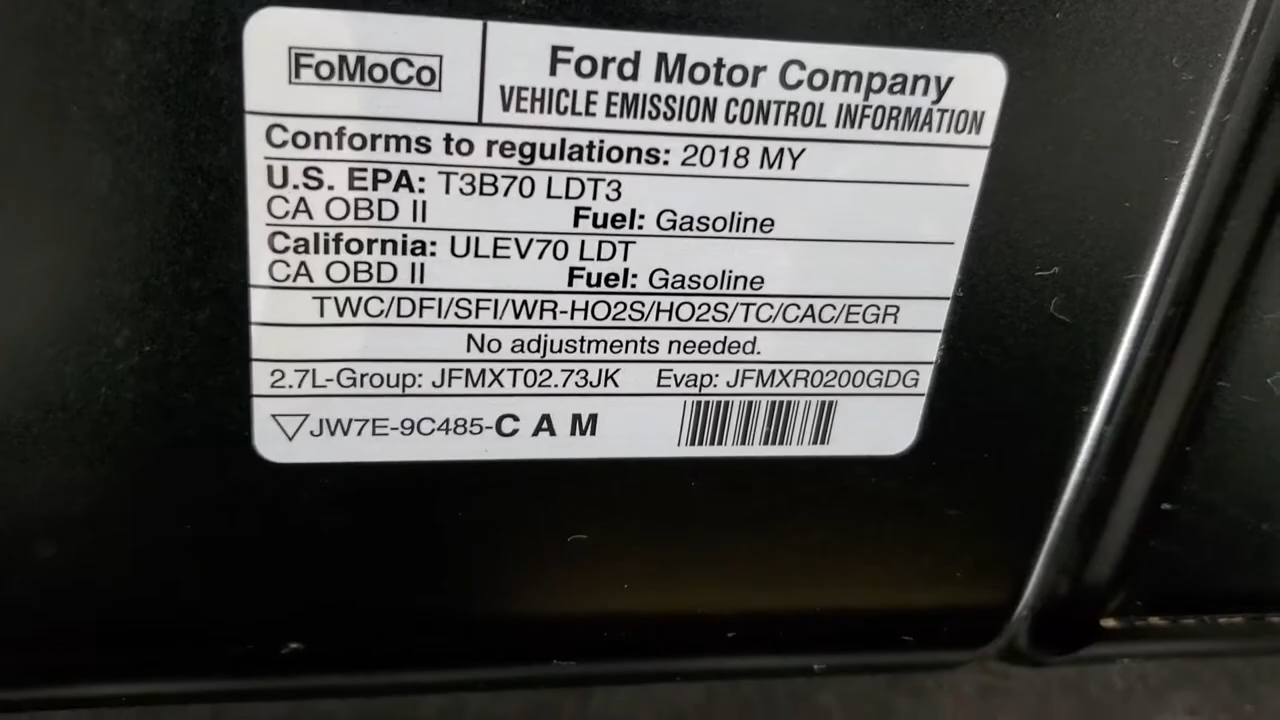 FoMoCo
Ford Motor Company
VEHICLE EMISSION CONTROL INFORMATION
Conforms to regulations: 2018 MY
U.S. EPA: T3B70 LDT3
CA OBD II Fuel: Gasoline
California: ULEV70 LDT
CA OBD II Fuel: Gasoline
TWC/DFI/SFI/WR-HO2S/HO2S/TC/CAC/EGR
No adjustments needed.
2.7L-Group: JFMXT02.73JK Evap: JFMXR0200GDG
JW7E-9C485-C A M